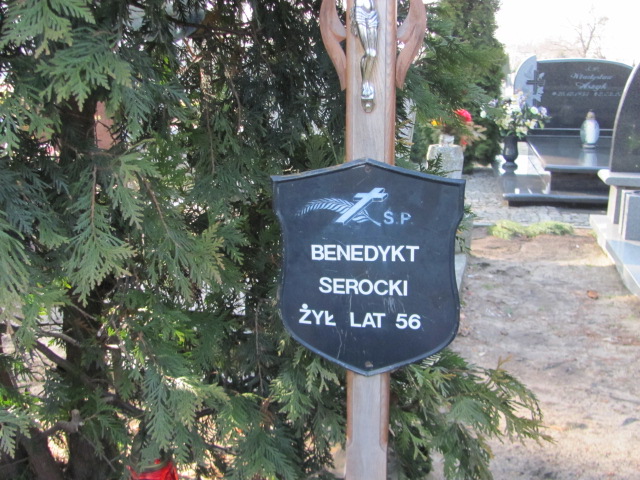 Ś.P.
BENEDYKT
SEROCKI
ŻYŁ LAT 56